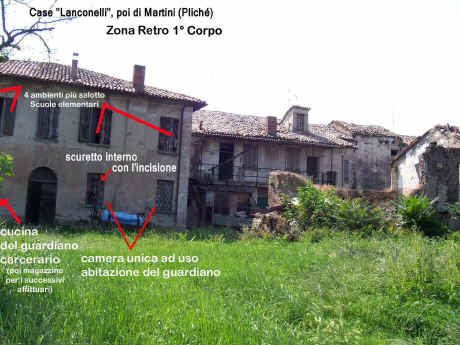 Case "Lanconelli", poi di Martini (Pliché)
Zona Retro 1° Corpo
4 ambienti più salotto
Scuole elementari
scuretto interno
con l'incisione
cucina
del guardiano
carcerario
(poi magazzino
per i successivi
affittuari)
camera unica ad uso
abitazione del guardiano